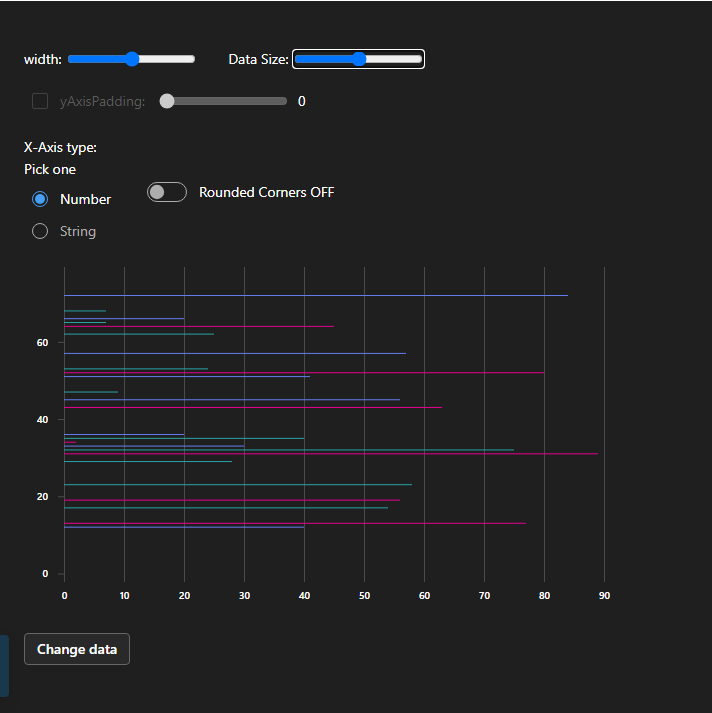 width: Data Size:
yAxisPadding: 0
X-Axis type:
Pick one
Number
Rounded Corners OFF
String
60
40
20
0
0 10 20 30 40 50 60 70 80 90
Change data